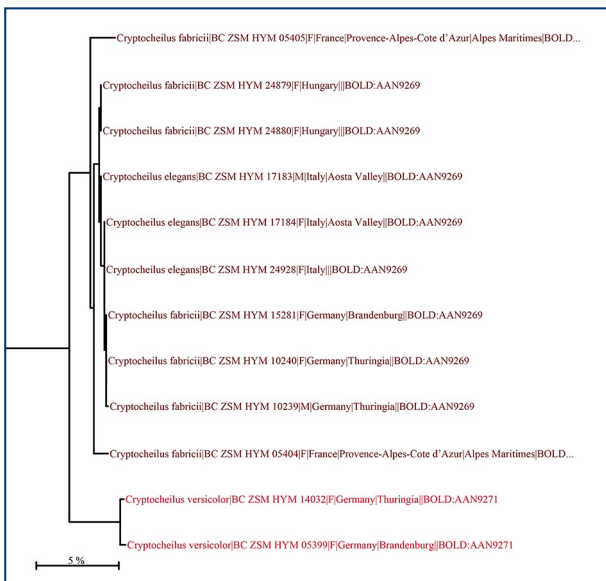 Cryptocheilus fabricii|BC ZSM HYM 05405|F|France|Provence-Alpes-Cote d'Azur|Alpes Maritimes|BOLD...
Cryptocheilus fabricii|BC ZSM HYM 24879|F|Hungary|||BOLD:AAN9269
Cryptocheilus fabricii|BC ZSM HYM 24880|F|Hungary|||BOLD:AAN9269
Cryptocheilus elegans|BC ZSM HYM 17183|M|Italy|Aosta Valley||BOLD:AAN9269
Cryptocheilus elegans|BC ZSM HYM 17184|F|Italy|Aosta Valley||BOLD:AAN9269
Cryptocheilus elegans|BC ZSM HYM 24928|F|Italy|||BOLD:AAN9269
Cryptocheilus fabricii|BC ZSM HYM 15281|F|Germany|Brandenburg||BOLD:AAN9269
Cryptocheilus fabricii|BC ZSM HYM 10240|F|Germany|Thuringia||BOLD:AAN9269
Cryptocheilus fabricii|BC ZSM HYM 10239|M|Germany|Thuringia||BOLD:AAN9269
Cryptocheilus fabricii|BC ZSM HYM 05404|F|France|Provence-Alpes-Cote d'Azur|Alpes Maritimes|BOLD...
Cryptocheilus versicolor|BC ZSM HYM 14032|F|Germany|Thuringia||BOLD:AAN9271
Cryptocheilus versicolor|BC ZSM HYM 05399|F|Germany|Brandenburg||BOLD:AAN9271
5 %